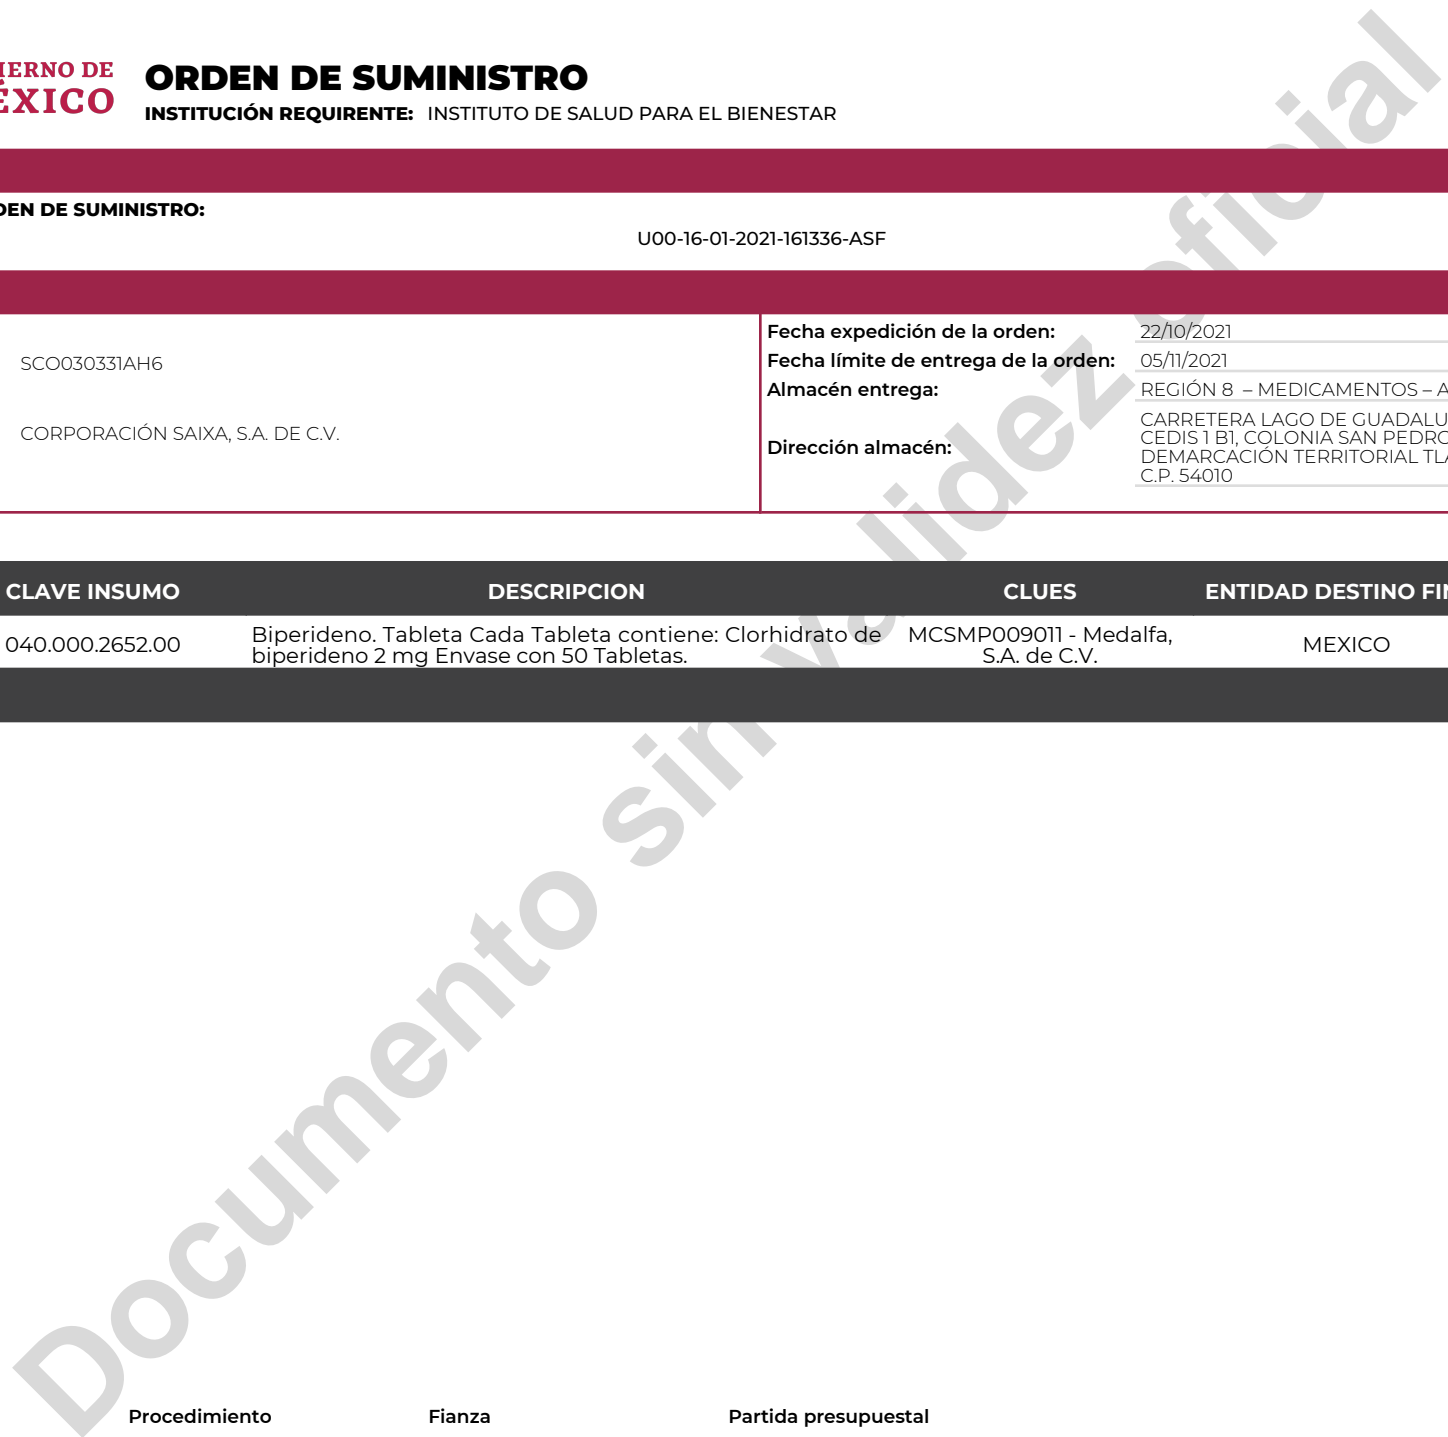 IERNO DE
ÉXICO
ORDEN DE SUMINISTRO
INSTITUCIÓN REQUIRENTE: INSTITUTO DE SALUD PARA EL BIENESTAR
DEN DE SUMINISTRO:
U00-16-01-2021-161336-ASF
SCO030331AH6
CORPORACIÓN SAIXA, S.A. DE C.V.
Fecha expedición de la orden: 22/10/2021
Fecha límite de entrega de la orden: 05/11/2021
Almacén entrega: REGIÓN 8 – MEDICAMENTOS – A
Dirección almacén:
CARRETERA LAGO DE GUADALU
CEDIS 1 B1, COLONIA SAN PEDRO
DEMARCACIÓN TERRITORIAL TLA
C.P. 54010
CLAVE INSUMO DESCRIPCION CLUES ENTIDAD DESTINO FIN
040.000.2652.00
Biperideno. Tableta Cada Tableta contiene: Clorhidrato de
biperideno 2 mg Envase con 50 Tabletas.
MCSMP009011 - Medalfa,
S.A. de C.V.
MEXICO
Documento sin validez oficial
Procedimiento Fianza Partida presupuestal